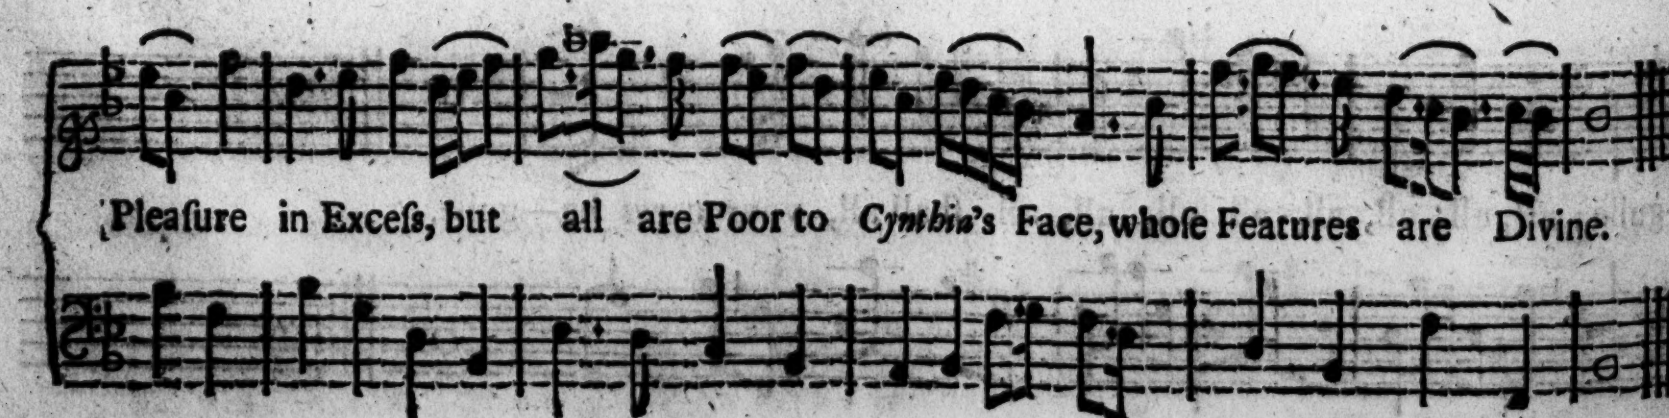 Pleaſure in Exceſs, but all are Poor to Cynthia's Face, whoſe Features are Divine.